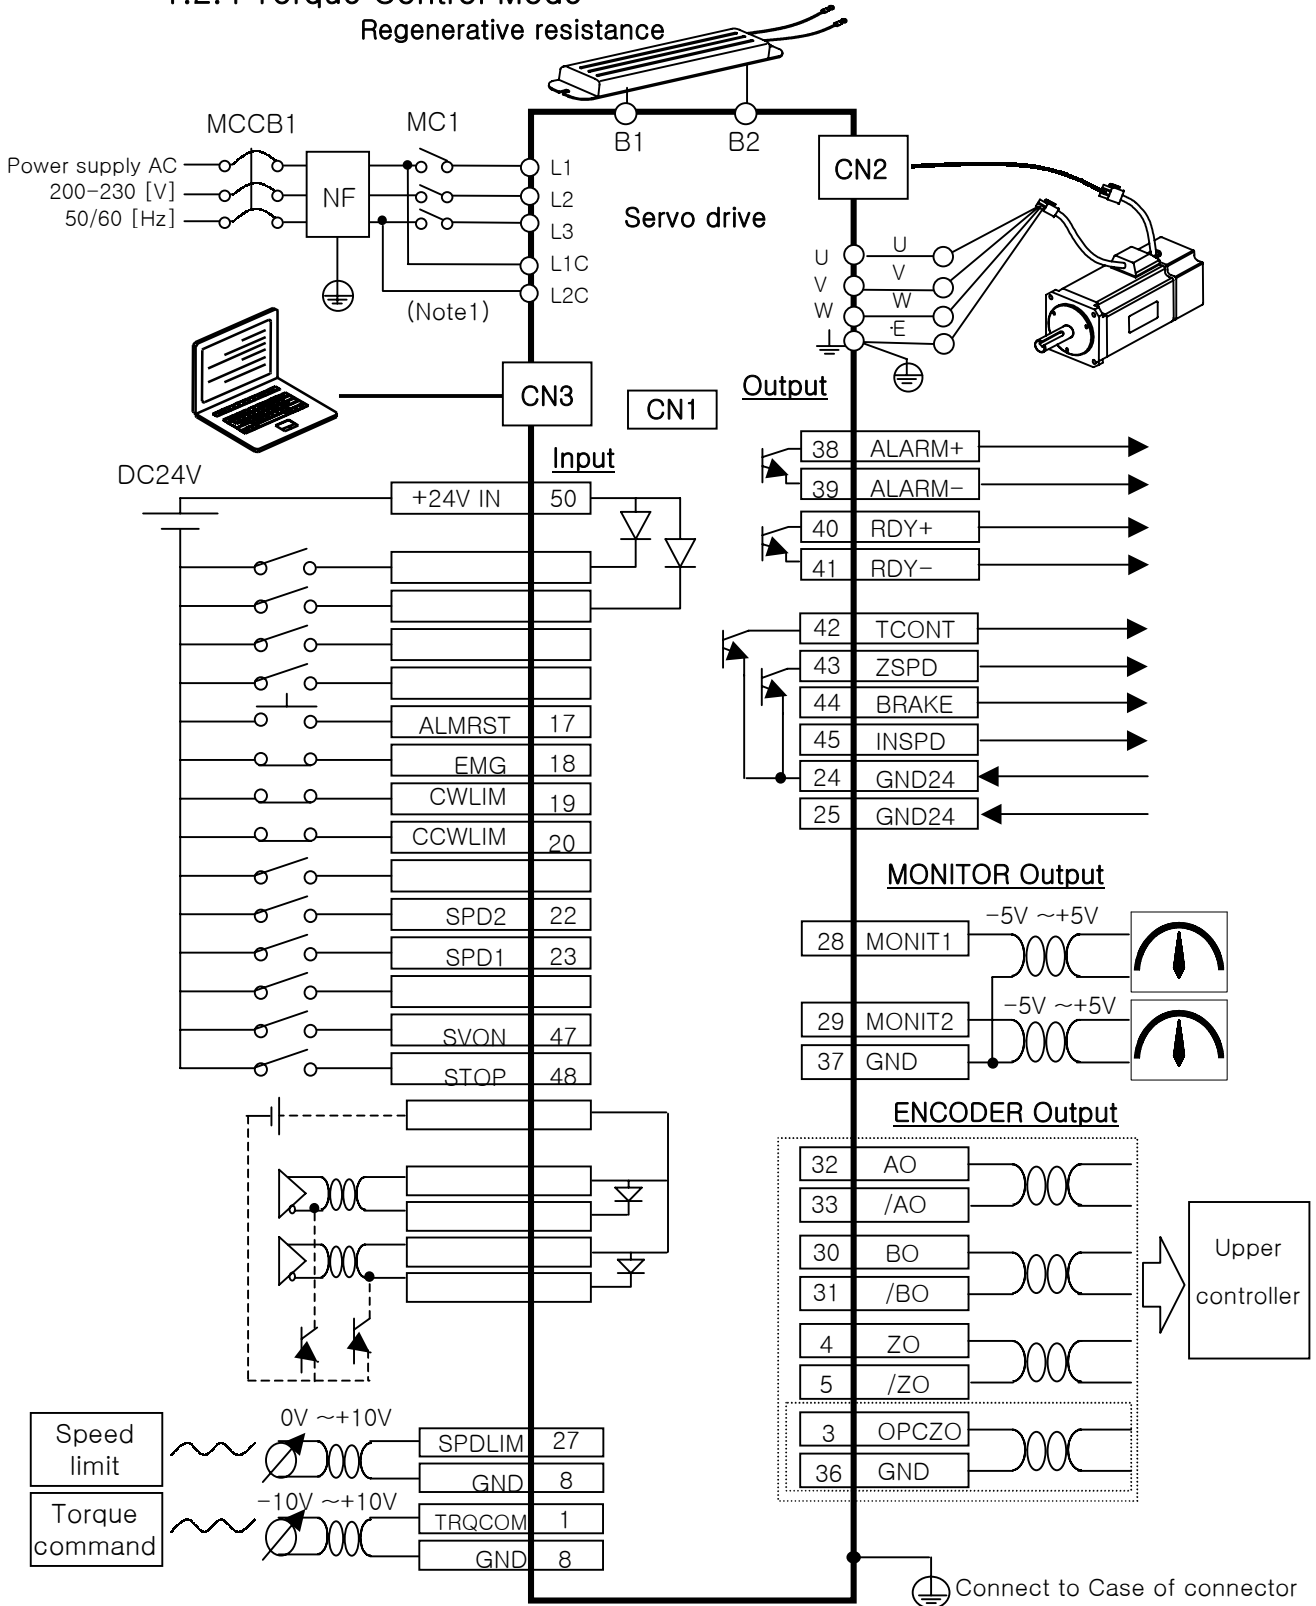 Regenerative resistance
MCCB1
MC1
B1
B2
Power supply AC
200-230 [V]
50/60 [Hz]
NF
L1
L2
L3
L1C
L2C
(Note1)
Servo drive
CN2
U
V
W
U
V
W
E
CN3
CN1
Output
Input
DC24V
+24V IN 50
ALMRST 17
EMG 18
CWLIM 19
CCWLIM 20
SPD2 22
SPD1 23
SVON 47
STOP 48
38 ALARM+
39 ALARM-
40 RDY+
41 RDY-
42 TCONT
43 ZSPD
44 BRAKE
45 INSPD
24 GND24
25 GND24
MONITOR Output
-5V ~+5V
28 MONIT1
-5V ~+5V
29 MONIT2
37 GND
ENCODER Output
32 AO
33 /AO
30 BO
31 /BO
4 ZO
5 /ZO
3 OPCZO
36 GND
Upper
controller
Speed
limit
0V ~+10V
SPDLIM 27
GND 8
Torque
command
-10V ~+10V
TRQCOM 1
GND 8
Connect to Case of connector